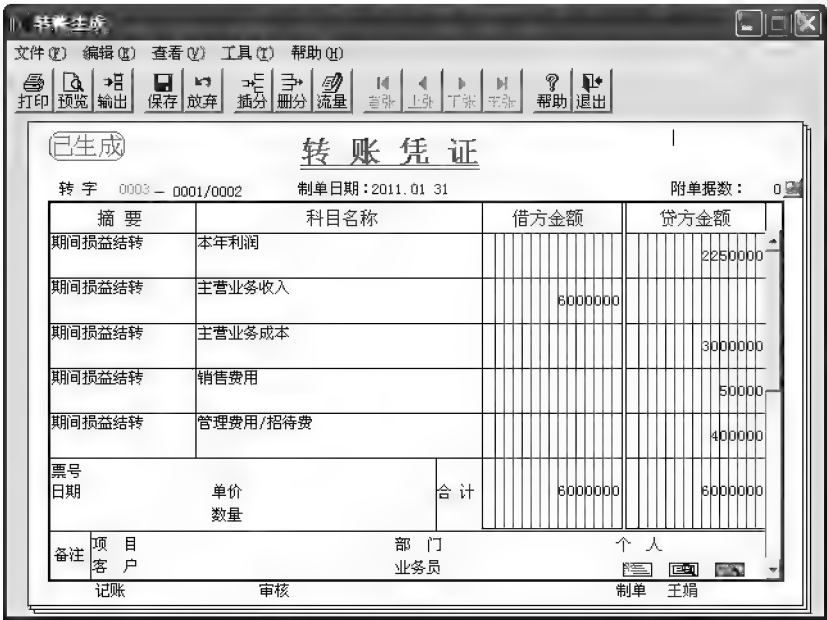 转账生成
文件(F) 编辑(E) 查看(V) 工具(T) 帮助(H)
打印 预览 输出 保存 放弃 插分 删分 流量 首张 上张 下张 末张 帮助 退出
已生成
转 账 凭 证
转 字 0003 - 0001/0002 制单日期:2011.01 31 附单据数: 0
摘 要 科目名称 借方金额 贷方金额
期间损益结转 本年利润 2250000
期间损益结转 主营业务收入 6000000
期间损益结转 主营业务成本 3000000
期间损益结转 销售费用 50000
期间损益结转 管理费用/招待费 400000
票号
日期 单价 合 计 6000000 6000000
数量
备注 项 目 部 门 个 人
客 户 业务员
记账 审核 制单 王娟